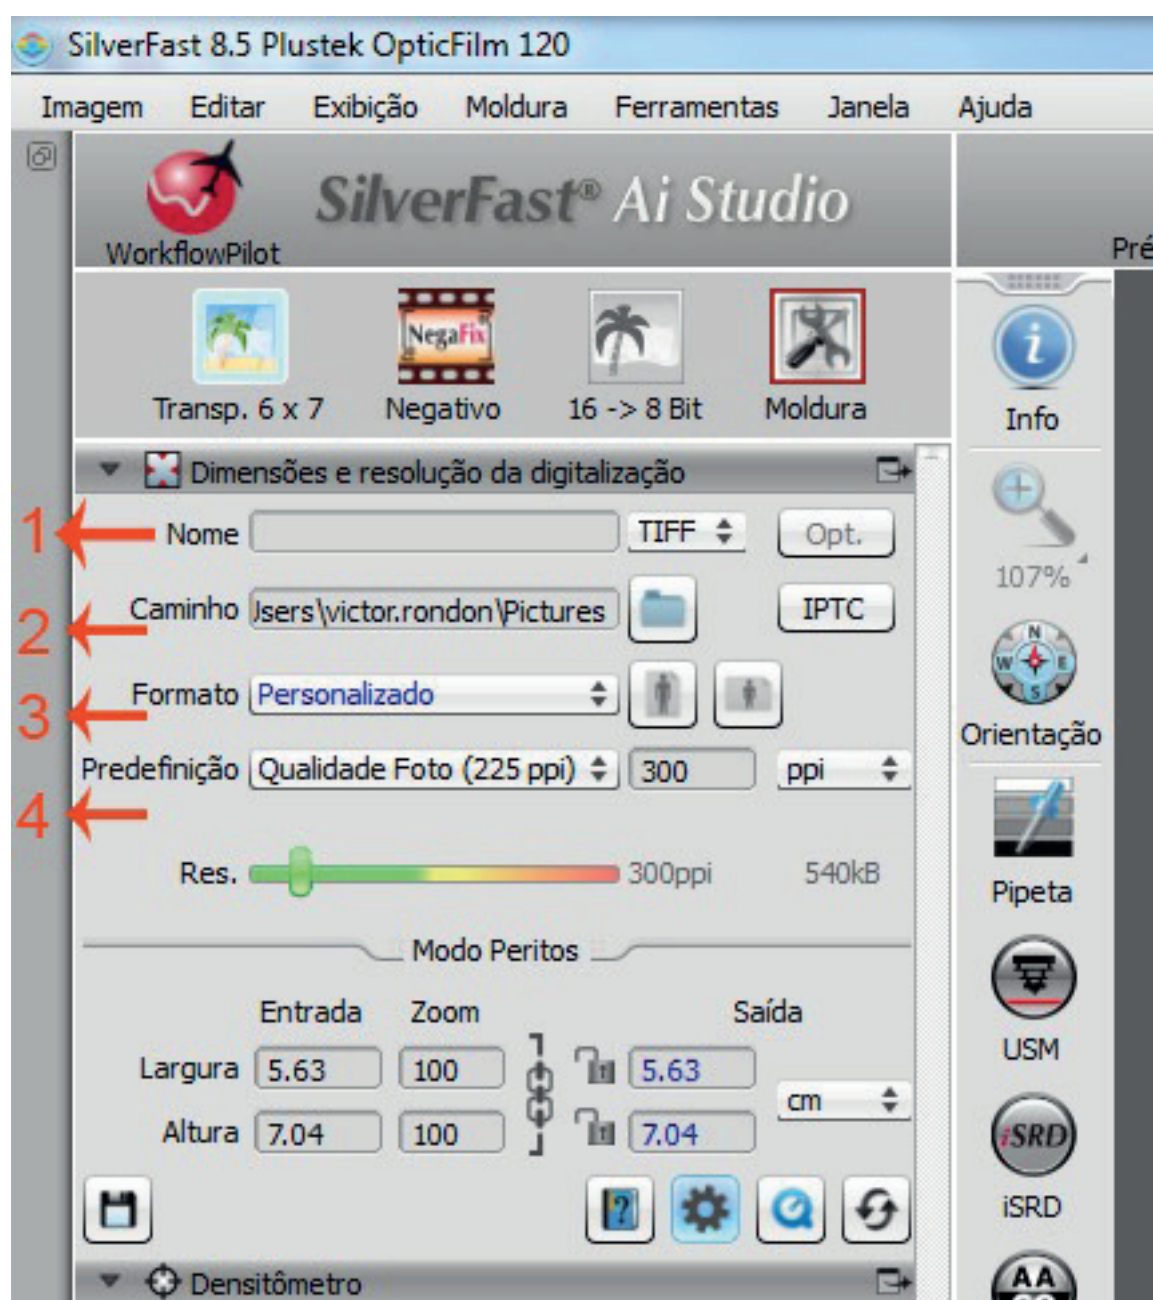 SilverFast 8.5 Plustek OpticFilm 120
Imagem Editar Exibição Moldura Ferramentas Janela Ajuda
SilverFast® Ai Studio
WorkflowPilot
Pré
NegaFix
Transp. 6 x 7 Negativo 16 -> 8 Bit Moldura
Info
Dimensões e resolução da digitalização
1 Nome TIFF Opt.
107%
2 Caminho Jsers\victor.rondon\Pictures IPTC
N
W E
S
3 Formato Personalizado
Orientação
Predefinição Qualidade Foto (225 ppi) 300 ppi
4
Res. 300ppi 540kB
Pipeta
Modo Peritos
Entrada Zoom Saída
USM
Largura 5.63 100 5.63
cm
Altura 7.04 100 7.04
iSRD
iSRD
?
Densitômetro
AA